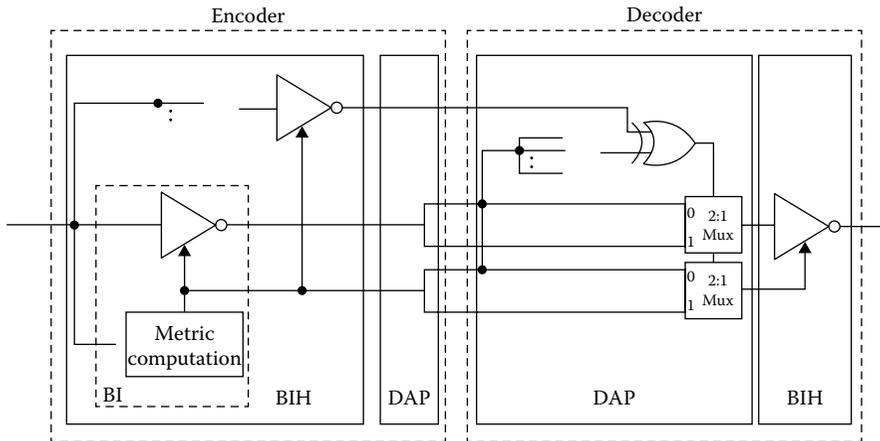 Encoder
Decoder
0
2:1
Mux
1
0
2:1
Mux
1
Metric
computation
BI
BIH
DAP
DAP
BIH